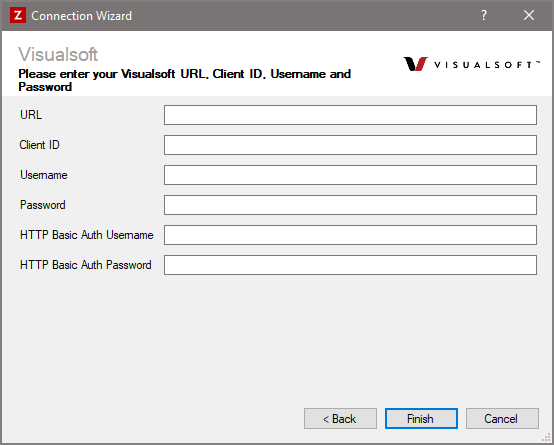 Z Connection Wizard ?
Visualsoft
Please enter your Visualsoft URL, Client ID, Username and
Password
VISUALSOFT™
URL
Client ID
Username
Password
HTTP Basic Auth Username
HTTP Basic Auth Password
< Back Finish Cancel